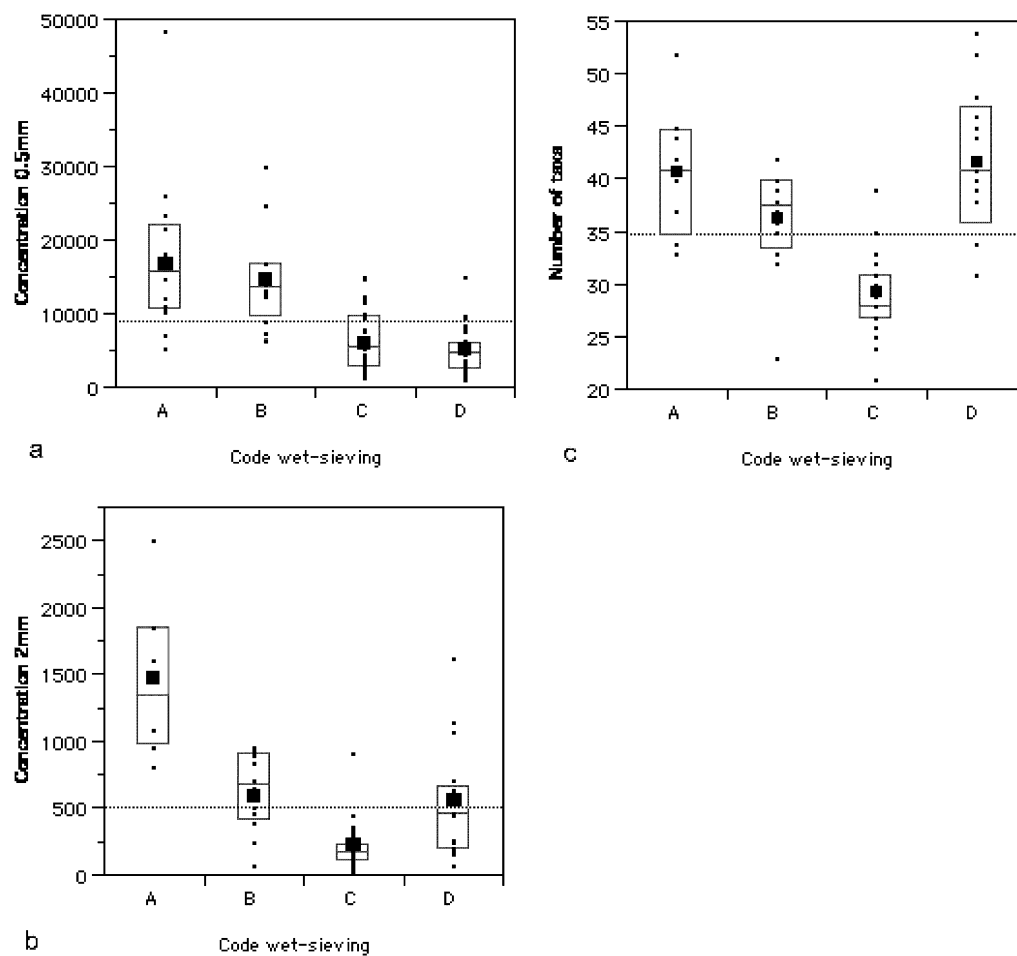 50000
40000
30000
20000
10000
0
Concentration 0.5mm
A B C D
Code wet-sieving
a
55
50
45
40
35
30
25
20
Number of taxa
A B C D
Code wet-sieving
c
2500
2000
1500
1000
500
0
Concentration 2mm
A B C D
Code wet-sieving
b